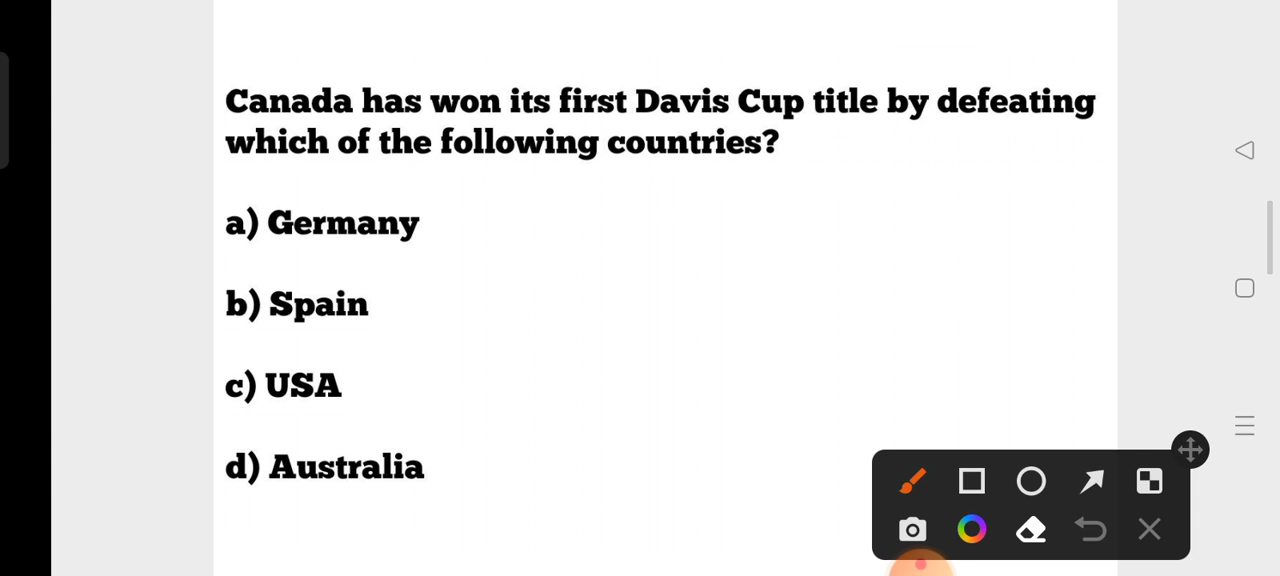 Canada has won its first Davis Cup title by defeating
which of the following countries?
a) Germany
b) Spain
c) USA
d) Australia